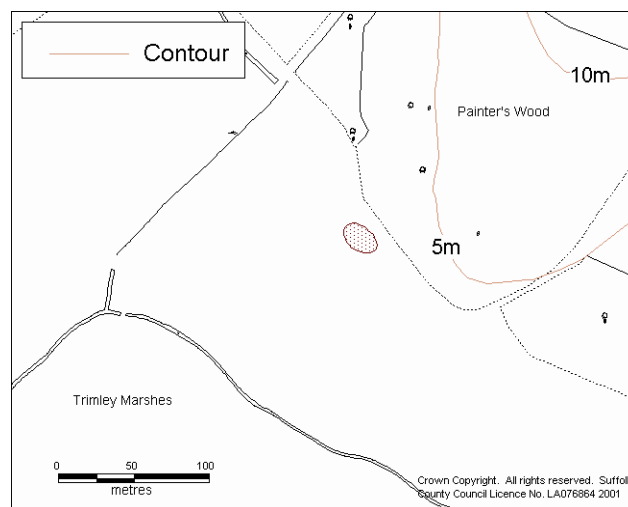 Contour
10m
Painter's Wood
5m
Trimley Marshes
0 50 100
metres
Crown Copyright. All rights reserved. Suffol
County Council Licence No. LA076864 2001